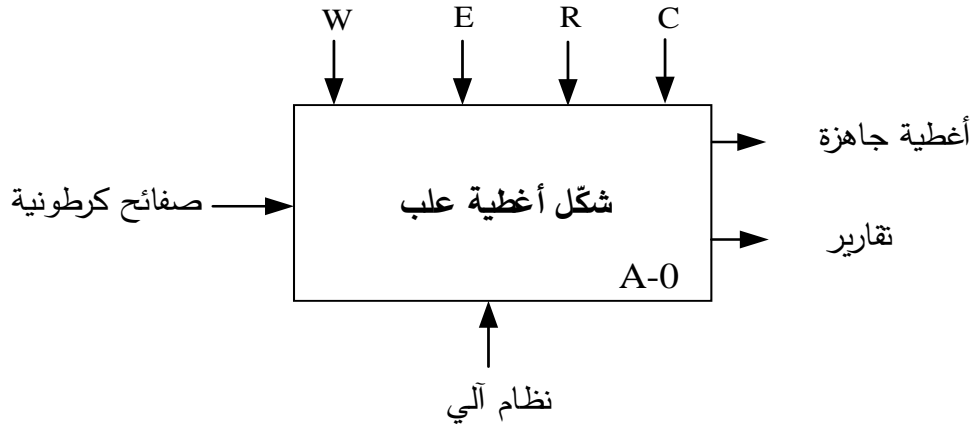 W E R C
أغطية جاهزة
صفائح كرطونية
شكّل أغطية علب
تقارير
A-0
نظام آلي